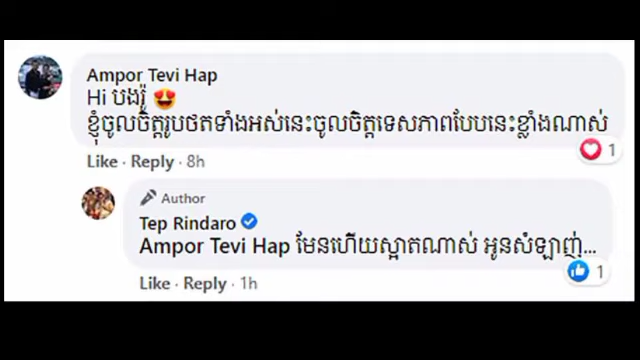 Ampor Tevi Hap
Hi បងរ៉ូ 😍
ខ្ញុំចូលចិត្តរូបថតទាំងអស់នេះចូលចិត្តទេសភាពបែបនេះខ្លាំងណាស់
1
Like · Reply · 8h
Author
Tep Rindaro
Ampor Tevi Hap មែនហើយស្អាតណាស់ អូនសំឡាញ់...
1
Like · Reply · 1h